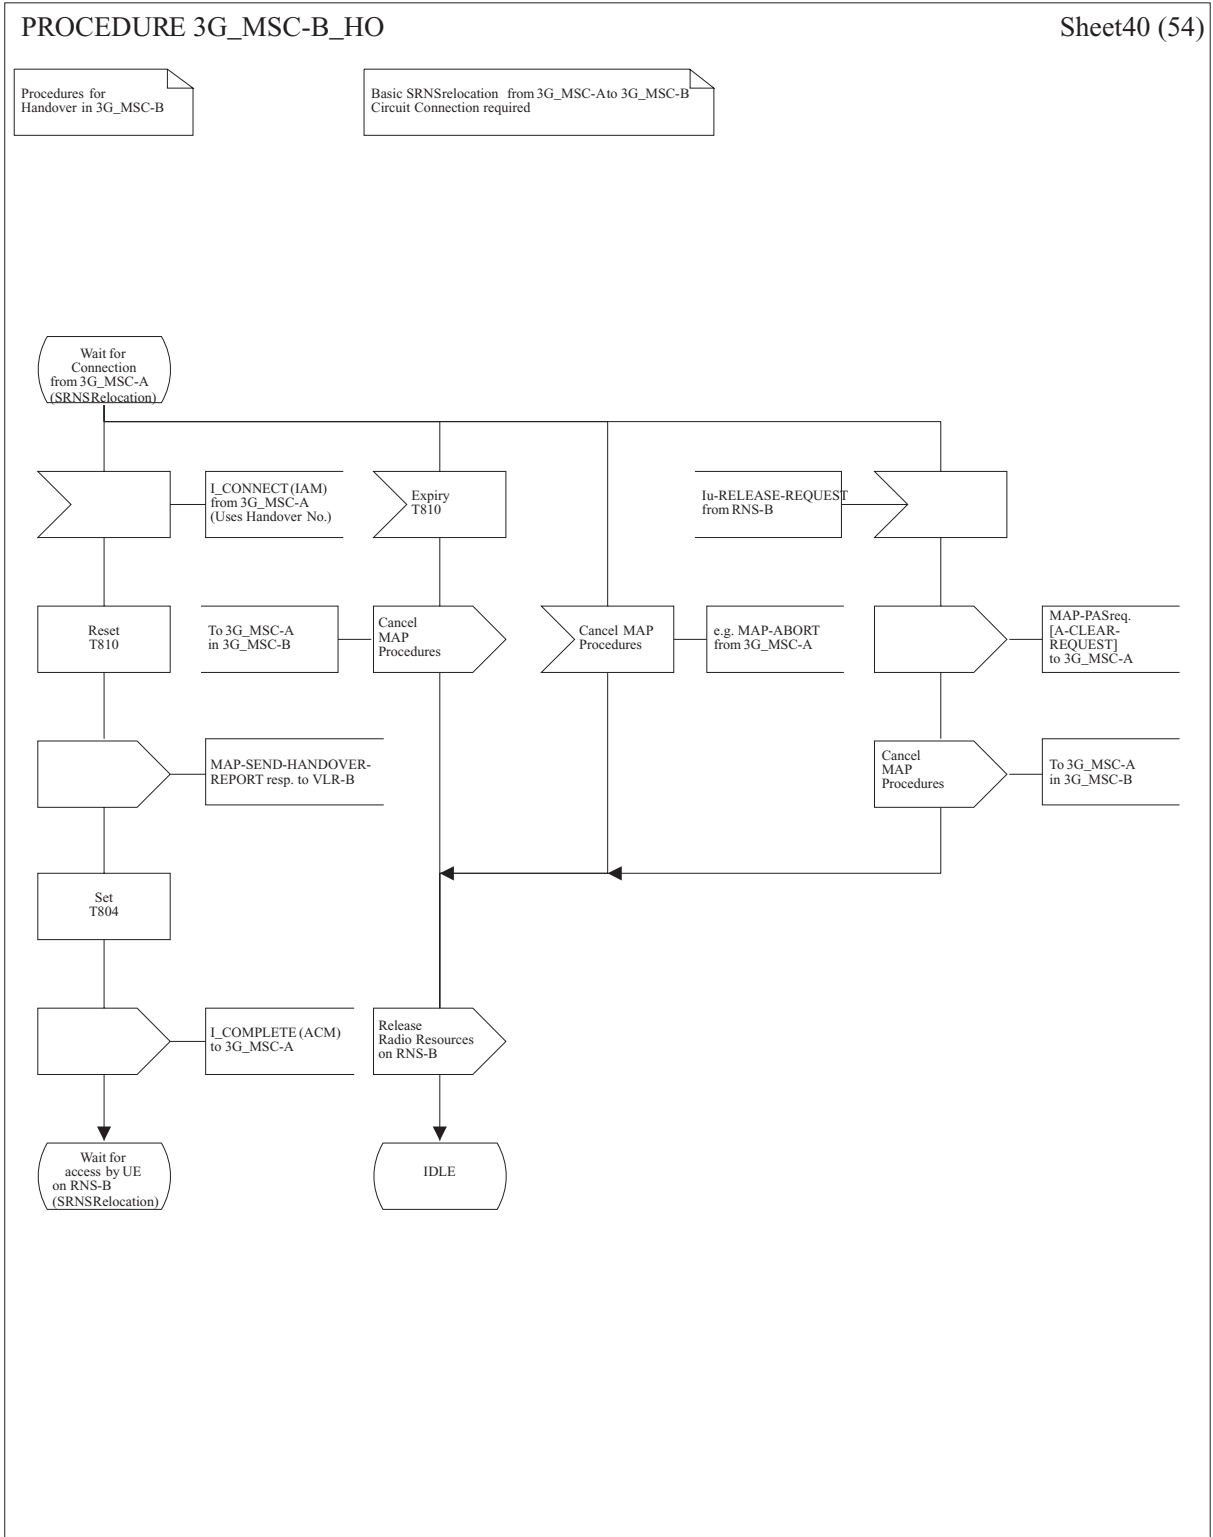 PROCEDURE 3G_MSC-B_HO
Sheet40 (54)
Procedures for
Handover in 3G_MSC-B
Basic SRNSrelocation from 3G_MSC-Ato 3G_MSC-B
Circuit Connection required
Wait for
Connection
from 3G_MSC-A
(SRNSRelocation)
I_CONNECT (IAM)
from 3G_MSC-A
(Uses Handover No.)
Expiry
T810
Iu-RELEASE-REQUEST
from RNS-B
Reset
T810
To 3G_MSC-A
in 3G_MSC-B
Cancel
MAP
Procedures
Cancel MAP
Procedures
e.g. MAP-ABORT
from 3G_MSC-A
MAP-PASreq.
[A-CLEAR-
REQUEST]
to 3G_MSC-A
MAP-SEND-HANDOVER-
REPORT resp. to VLR-B
Cancel
MAP
Procedures
To 3G_MSC-A
in 3G_MSC-B
Set
T804
I_COMPLETE (ACM)
to 3G_MSC-A
Release
Radio Resources
on RNS-B
Wait for
access by UE
on RNS-B
(SRNSRelocation)
IDLE